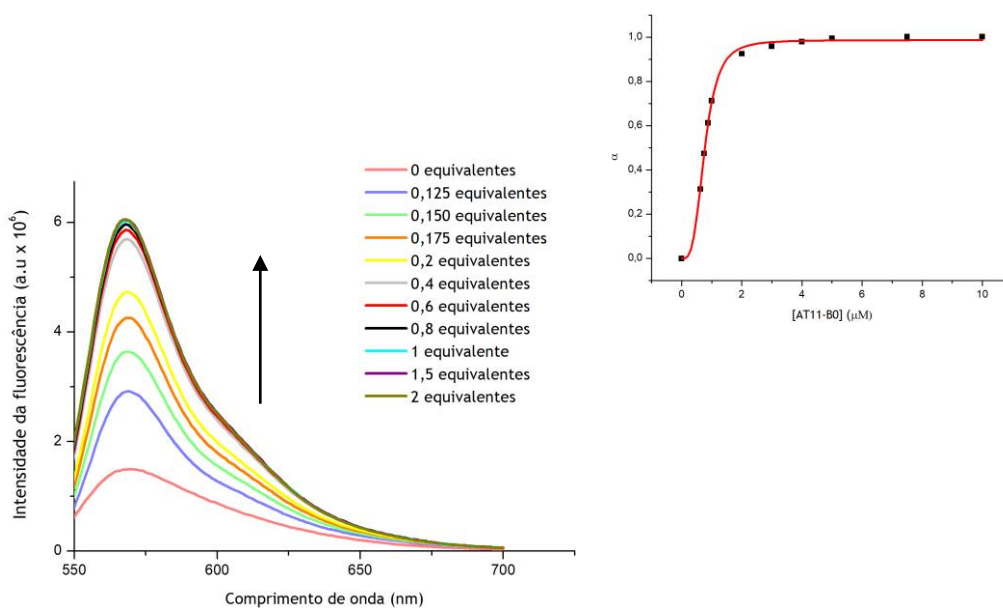 1,0
0,8
0,6
0,4
0,2
0,0
α
0 2 4 6 8 10
[AT11-B0] (µM)
0 equivalentes
0,125 equivalentes
0,150 equivalentes
0,175 equivalentes
0,2 equivalentes
0,4 equivalentes
0,6 equivalentes
0,8 equivalentes
1 equivalente
1,5 equivalentes
2 equivalentes
Intensidade da fluorescência (a.u x 10⁶)
6
4
2
0
550 600 650 700
Comprimento de onda (nm)